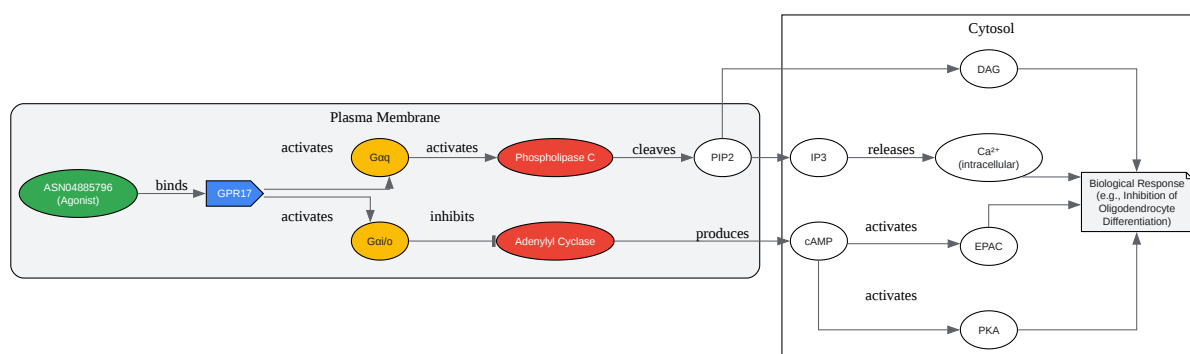 Cytosol
DAG
Plasma Membrane
activates
Gαq
activates
Phospholipase C
cleaves
PIP2
IP3
releases
Ca²⁺
(intracellular)
ASN04885796
(Agonist)
binds
GPR17
Biological Response
(e.g., Inhibition of
Oligodendrocyte
Differentiation)
activates
Gαi/o
inhibits
Adenylyl Cyclase
produces
cAMP
activates
EPAC
activates
PKA